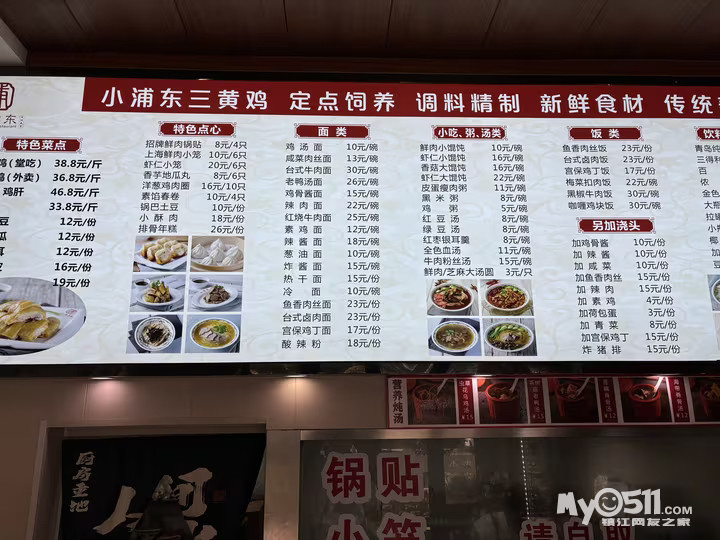 小浦东三黄鸡 定点饲养 调料精制 新鲜食材 传统
东
特色菜点
鸡(堂吃) 38.8元/斤
鸡(外卖) 36.8元/斤
鸡肝 46.8元/斤
33.8元/斤
豆 12元/份
瓜 12元/份
耳 12元/份
16元/份
19元/份
特色点心
招牌鲜肉锅贴 8元/4只
上海鲜肉小笼 10元/6只
虾仁小笼 20元/6只
香芋地瓜丸 8元/6只
洋葱鸡肉圈 16元/10只
素馅春卷 10元/4只
锅巴土豆 10元/份
小酥肉 18元/份
排骨年糕 26元/份
面类
鸡汤面 10元/碗
咸菜肉丝面 13元/碗
台式牛肉面 30元/碗
老鸭汤面 26元/碗
鸡骨酱面 15元/碗
辣肉面 22元/碗
红烧牛肉面 25元/碗
素鸡面 12元/碗
辣酱面 18元/碗
葱油面 10元/碗
炸酱面 15元/碗
热干面 15元/碗
冷面 10元/碗
鱼香肉丝面 23元/份
台式卤肉面 23元/份
宫保鸡丁面 17元/份
酸辣粉 18元/份
小吃、粥、汤类
鲜肉小馄饨 10元/碗
虾仁小馄饨 16元/碗
香菇大馄饨 16元/碗
虾仁大馄饨 22元/碗
皮蛋瘦肉粥 11元/碗
黑米粥 8元/碗
鸡粥 5元/碗
红豆汤 8元/碗
绿豆汤 8元/碗
红枣银耳羹 8元/碗
全色血汤 11元/碗
牛肉粉丝汤 15元/碗
鲜肉/芝麻大汤圆 3元/只
饭类
鱼香肉丝饭 23元/份
台式卤肉饭 23元/份
宫保鸡丁饭 17元/份
梅菜扣肉饭 22元/碗
黑椒牛肉饭 30元/碗
咖喱鸡块饭 30元/碗
另加浇头
加鸡骨酱 10元/份
加辣酱 10元/份
加咸菜 10元/份
加鱼香肉丝 15元/份
加辣肉 15元/份
加素鸡 4元/份
加荷包蛋 3元/份
加青菜 8元/份
加宫保鸡丁 15元/份
炸猪排 15元/份
饮料
青岛纯
三得利
百
依
金色
大瓶
拉罐
小瓶
椰
营养炖汤
厨房重地
锅贴
小笼
请自取
My0511.COM
镇江网友之家